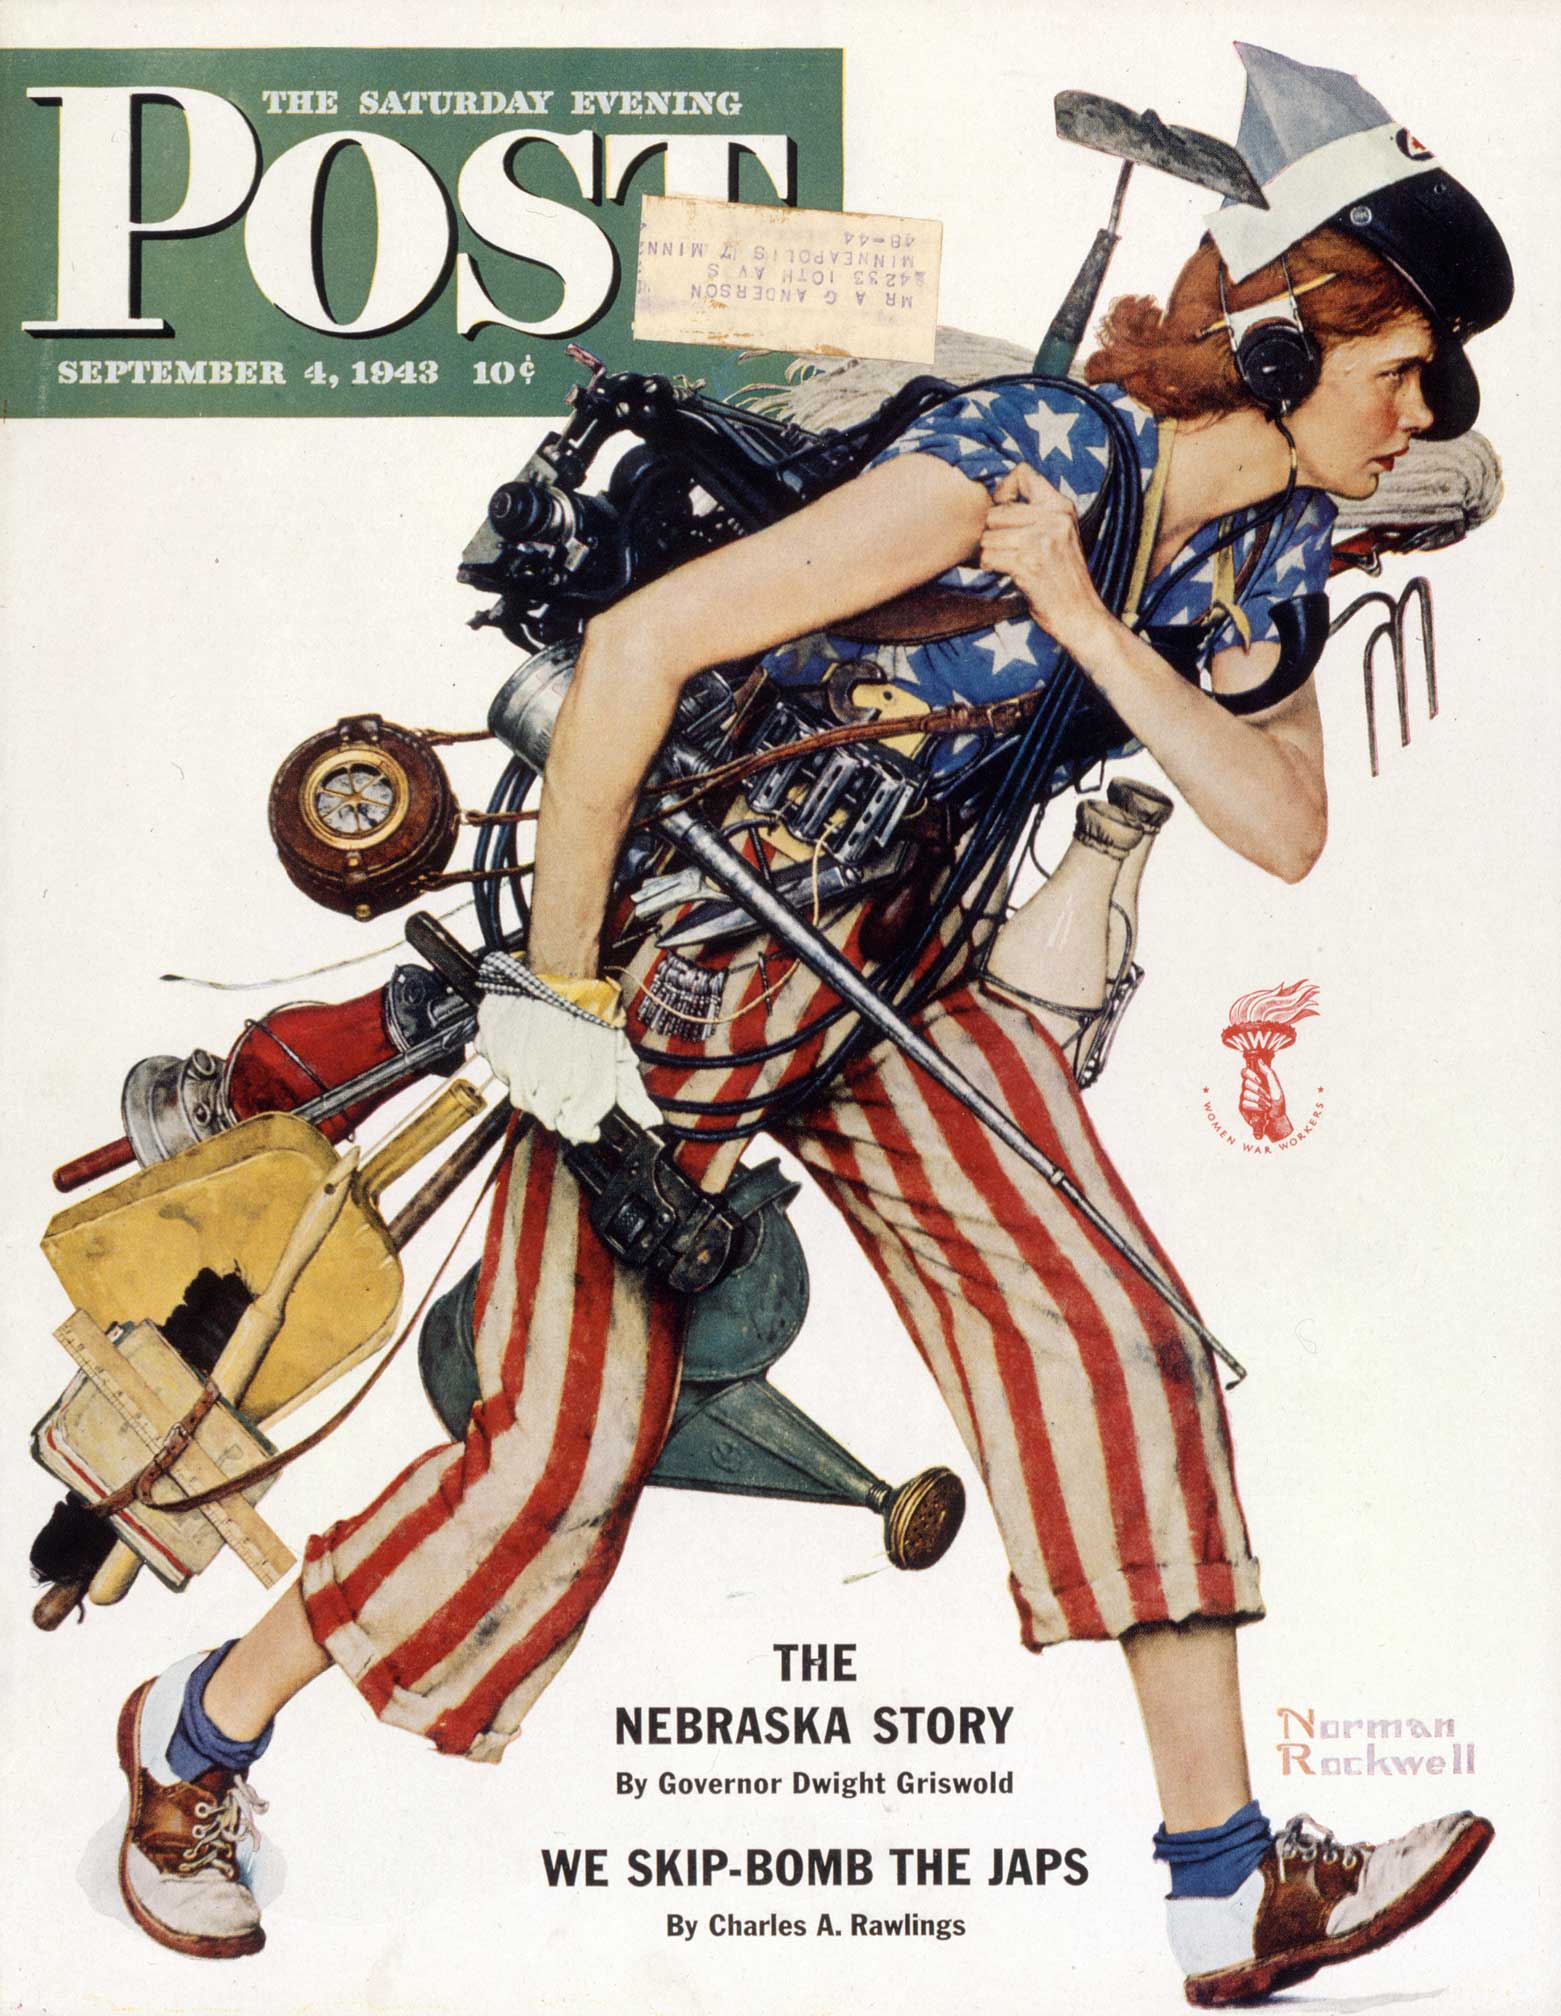 THE SATURDAY EVENING
POST
SEPTEMBER 4, 1943 10¢
MR A G ANDERSON
4233 10TH AV S
MINNEAPOLIS 17 MINN
48-44
WWW
WOMEN WAR WORKERS
THE
NEBRASKA STORY
By Governor Dwight Griswold
WE SKIP-BOMB THE JAPS
By Charles A. Rawlings
Norman
Rockwell